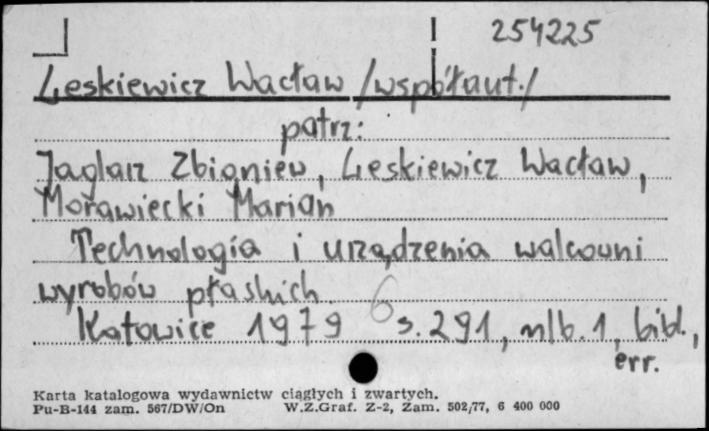 254225
Leskiewicz Wacław /współaut./
patrz:
Jaglarz Zbigniew, Leskiewicz Wacław,
Morawiecki Marian
Technologia i urządzenia walcowni
wyrobów płaskich
6
Katowice 1979 s. 291, nlb. 1, bibl.,
err.
Karta katalogowa wydawnictw ciągłych i zwartych.
Pu-B-144 zam. 567/DW/On W.Z.Graf. Z-2, Zam. 502/77, 6 400 000